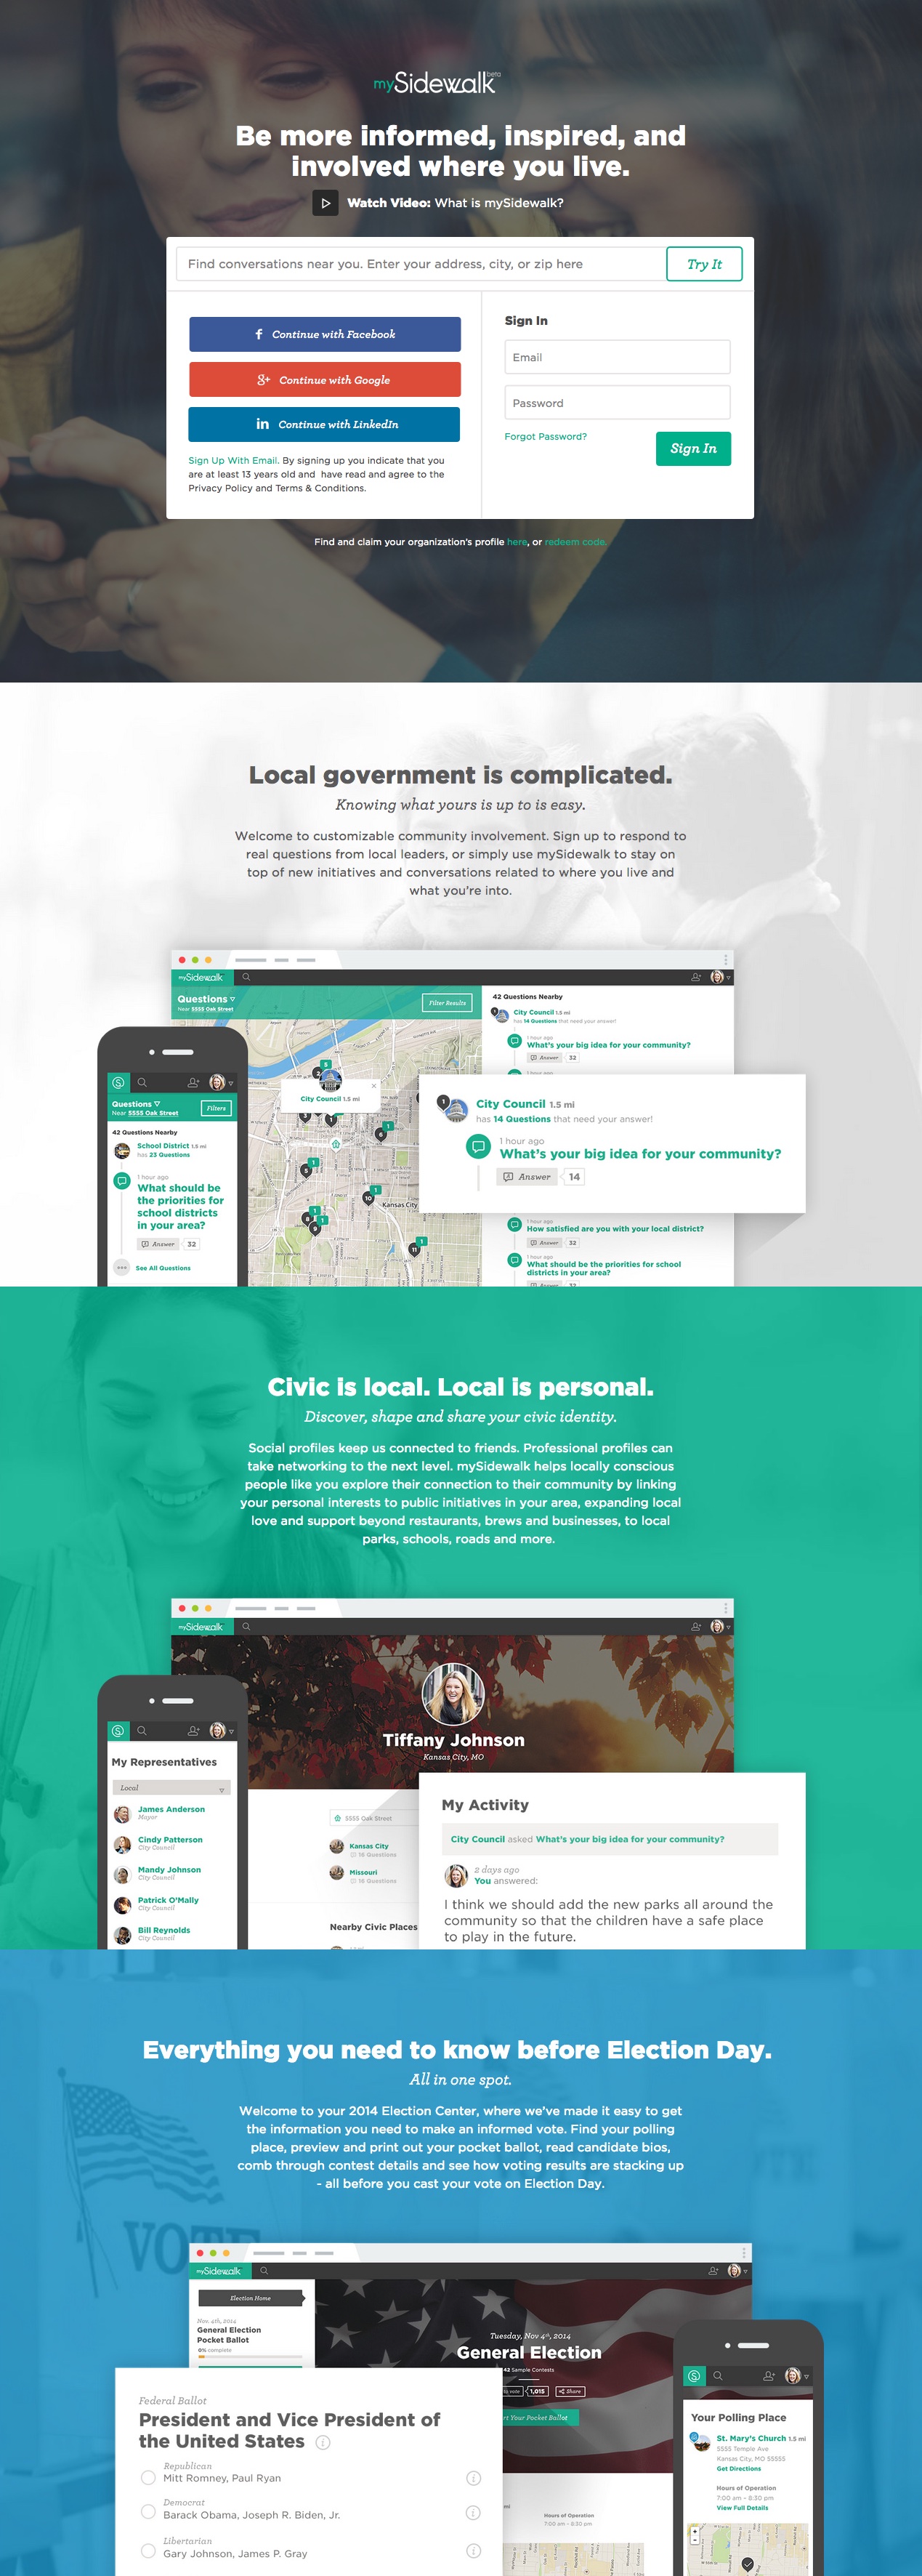 mySidewalk beta
Be more informed, inspired, and
involved where you live.
Watch Video: What is mySidewalk?
Find conversations near you. Enter your address, city, or zip here
Try It
Continue with Facebook
Continue with Google
Continue with LinkedIn
Sign Up With Email. By signing up you indicate that you
are at least 13 years old and have read and agree to the
Privacy Policy and Terms & Conditions.
Sign In
Email
Password
Forgot Password?
Sign In
Find and claim your organization's profile here, or redeem code.
Local government is complicated.
Knowing what yours is up to is easy.
Welcome to customizable community involvement. Sign up to respond to
real questions from local leaders, or simply use mySidewalk to stay on
top of new initiatives and conversations related to where you live and
what you're into.
mySidewalk
Questions
Near 5555 Oak Street
Filter Results
5
2
City Council 1.5 mi
3
1
1
6
1
5
1
10
Kansas City
1
8
1
9
1
11
42 Questions Nearby
1
City Council 1.5 mi
has 14 Questions that need your answer!
1 hour ago
What's your big idea for your community?
Answer 32
1 hour ago
1
City Council 1.5 mi
has 14 Questions that need your answer!
1 hour ago
What's your big idea for your community?
Answer 14
1 hour ago
How satisfied are you with your local district?
Answer 32
1 hour ago
What should be the priorities for school
districts in your area?
Answer 32
Questions
Near 5555 Oak Street
Filters
42 Questions Nearby
School District 1.5 mi
has 23 Questions
1 hour ago
What should be
the priorities for
school districts
in your area?
Answer 32
See All Questions
Civic is local. Local is personal.
Discover, shape and share your civic identity.
Social profiles keep us connected to friends. Professional profiles can
take networking to the next level. mySidewalk helps locally conscious
people like you explore their connection to their community by linking
your personal interests to public initiatives in your area, expanding local
love and support beyond restaurants, brews and businesses, to local
parks, schools, roads and more.
mySidewalk
Tiffany Johnson
Kansas City, MO
5555 Oak Street
Kansas City
16 Questions
Missouri
16 Questions
Nearby Civic Places
My Representatives
Local
James Anderson
Mayor
Cindy Patterson
City Council
Mandy Johnson
City Council
Patrick O'Mally
City Council
Bill Reynolds
City Council
My Activity
City Council asked What's your big idea for your community?
2 days ago
You answered:
I think we should add the new parks all around the
community so that the children have a safe place
to play in the future.
Everything you need to know before Election Day.
All in one spot.
Welcome to your 2014 Election Center, where we've made it easy to get
the information you need to make an informed vote. Find your polling
place, preview and print out your pocket ballot, read candidate bios,
comb through contest details and see how voting results are stacking up
- all before you cast your vote on Election Day.
VOTE
mySidewalk
Election Home
Nov. 4th, 2014
General Election
Pocket Ballot
0% complete
Tuesday, Nov 4th, 2014
General Election
42 Sample Contests
to vote 1,015 Share
rt Your Pocket Ballot
mi
Hours of Operation
7:00 am - 8:30 pm
Federal Ballot
President and Vice President of
the United States
Republican
Mitt Romney, Paul Ryan
Democrat
Barack Obama, Joseph R. Biden, Jr.
Libertarian
Gary Johnson, James P. Gray
Your Polling Place
St. Mary's Church 1.5 mi
5555 Temple Ave
Kansas City, MO 55555
Get Directions
Hours of Operation
7:00 am - 8:30 pm
View Full Details